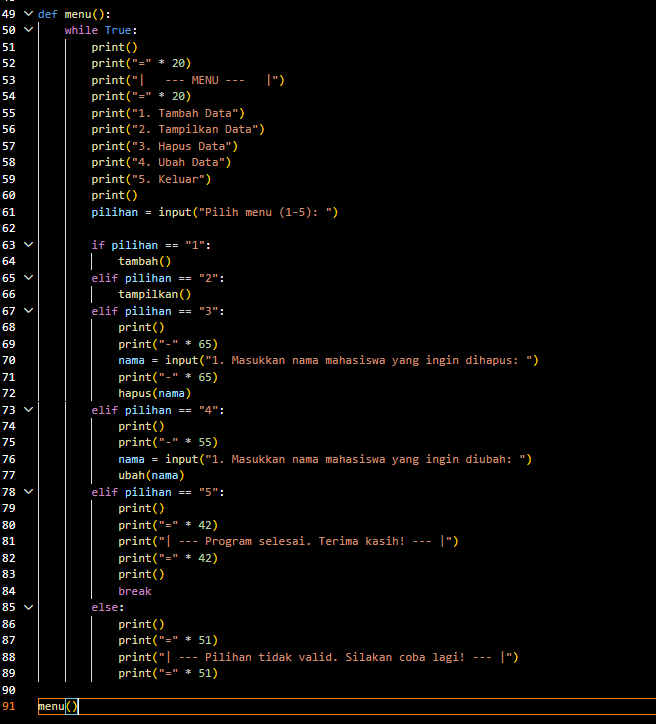 49 def menu():
50     while True:
51         print()
52         print("=" * 20)
53         print("|   --- MENU ---   |")
54         print("=" * 20)
55         print("1. Tambah Data")
56         print("2. Tampilkan Data")
57         print("3. Hapus Data")
58         print("4. Ubah Data")
59         print("5. Keluar")
60         print()
61         pilihan = input("Pilih menu (1-5): ")
62
63         if pilihan == "1":
64             tambah()
65         elif pilihan == "2":
66             tampilkan()
67         elif pilihan == "3":
68             print()
69             print("-" * 65)
70             nama = input("1. Masukkan nama mahasiswa yang ingin dihapus: ")
71             print("-" * 65)
72             hapus(nama)
73         elif pilihan == "4":
74             print()
75             print("-" * 55)
76             nama = input("1. Masukkan nama mahasiswa yang ingin diubah: ")
77             ubah(nama)
78         elif pilihan == "5":
79             print()
80             print("=" * 42)
81             print("| --- Program selesai. Terima kasih! --- |")
82             print("=" * 42)
83             print()
84             break
85         else:
86             print()
87             print("=" * 51)
88             print("| --- Pilihan tidak valid. Silakan coba lagi! --- |")
89             print("=" * 51)
90
91 menu()